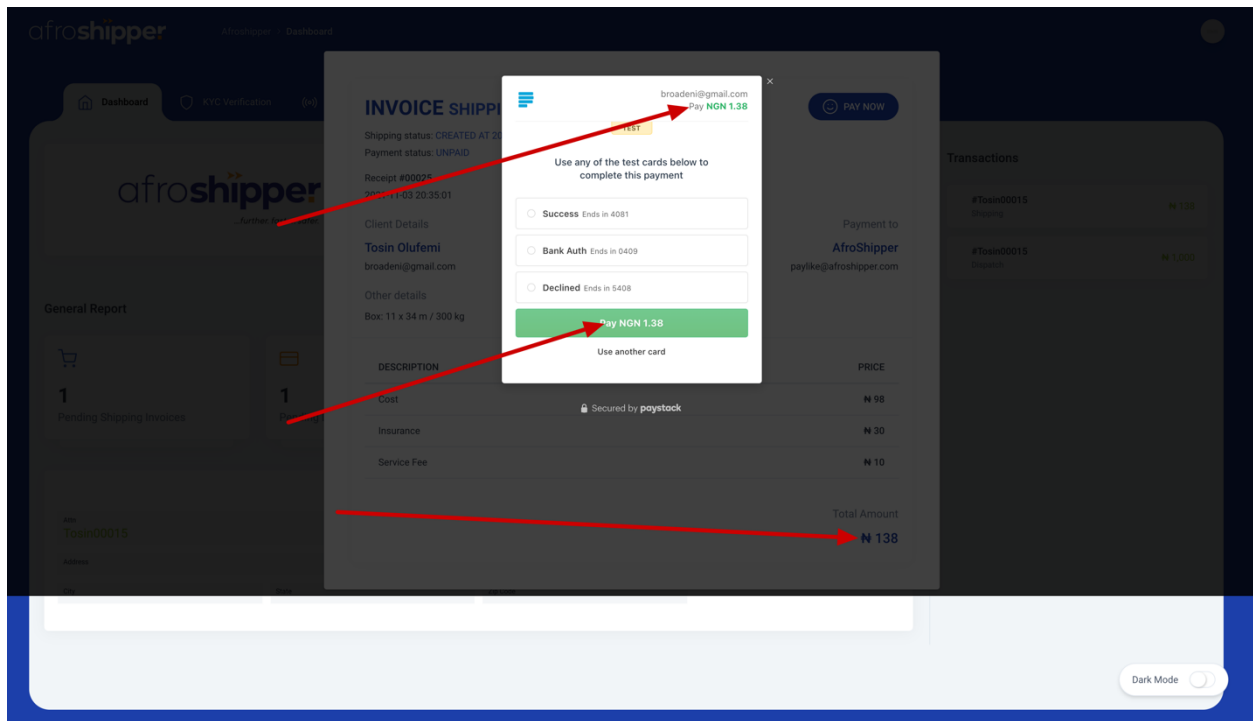 afroshipper
Afroshipper > Dashboard
Dashboard
KYC Verification
INVOICE SHIPPI
PAY NOW
Shipping status: CREATED AT 20
Payment status: UNPAID
Receipt #00025
2021-11-03 20:35:01
Client Details
Tosin Olufemi
broadeni@gmail.com
Other details
Box: 11 x 34 m / 300 kg
Payment to
AfroShipper
paylike@afroshipper.com
DESCRIPTION
PRICE
Cost
₦ 98
Insurance
₦ 30
Service Fee
₦ 10
Total Amount
₦ 138
×
broadeni@gmail.com
Pay NGN 1.38
TEST
Use any of the test cards below to
complete this payment
Success Ends in 4081
Bank Auth Ends in 0409
Declined Ends in 5408
Pay NGN 1.38
Use another card
Secured by paystack
afroshipper
General Report
1
Pending Shipping Invoices
1
Tosin00015
Address
City
State
Transactions
#Tosin00015
Shipping
₦ 138
#Tosin00015
Dispatch
Dark Mode